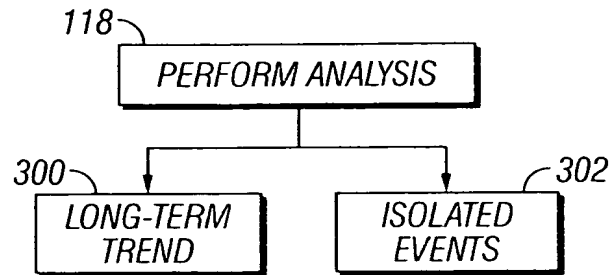 118
PERFORM ANALYSIS
300
LONG-TERM
TREND
302
ISOLATED
EVENTS